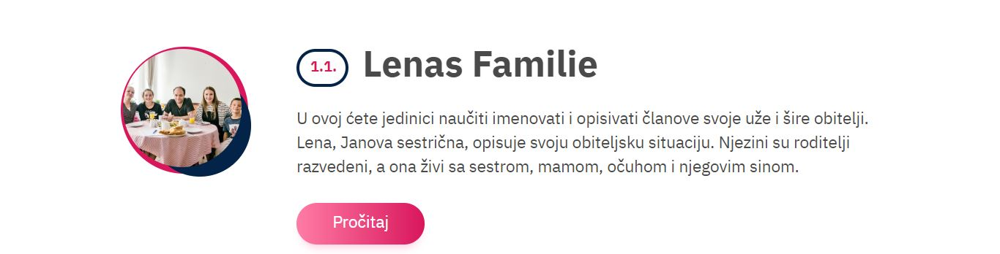 1.1. Lenas Familie
U ovoj ćete jedinici naučiti imenovati i opisivati članove svoje uže i šire obitelji.
Lena, Janova sestrična, opisuje svoju obiteljsku situaciju. Njezini su roditelji
razvedeni, a ona živi sa sestrom, mamom, očuhom i njegovim sinom.
Pročitaj